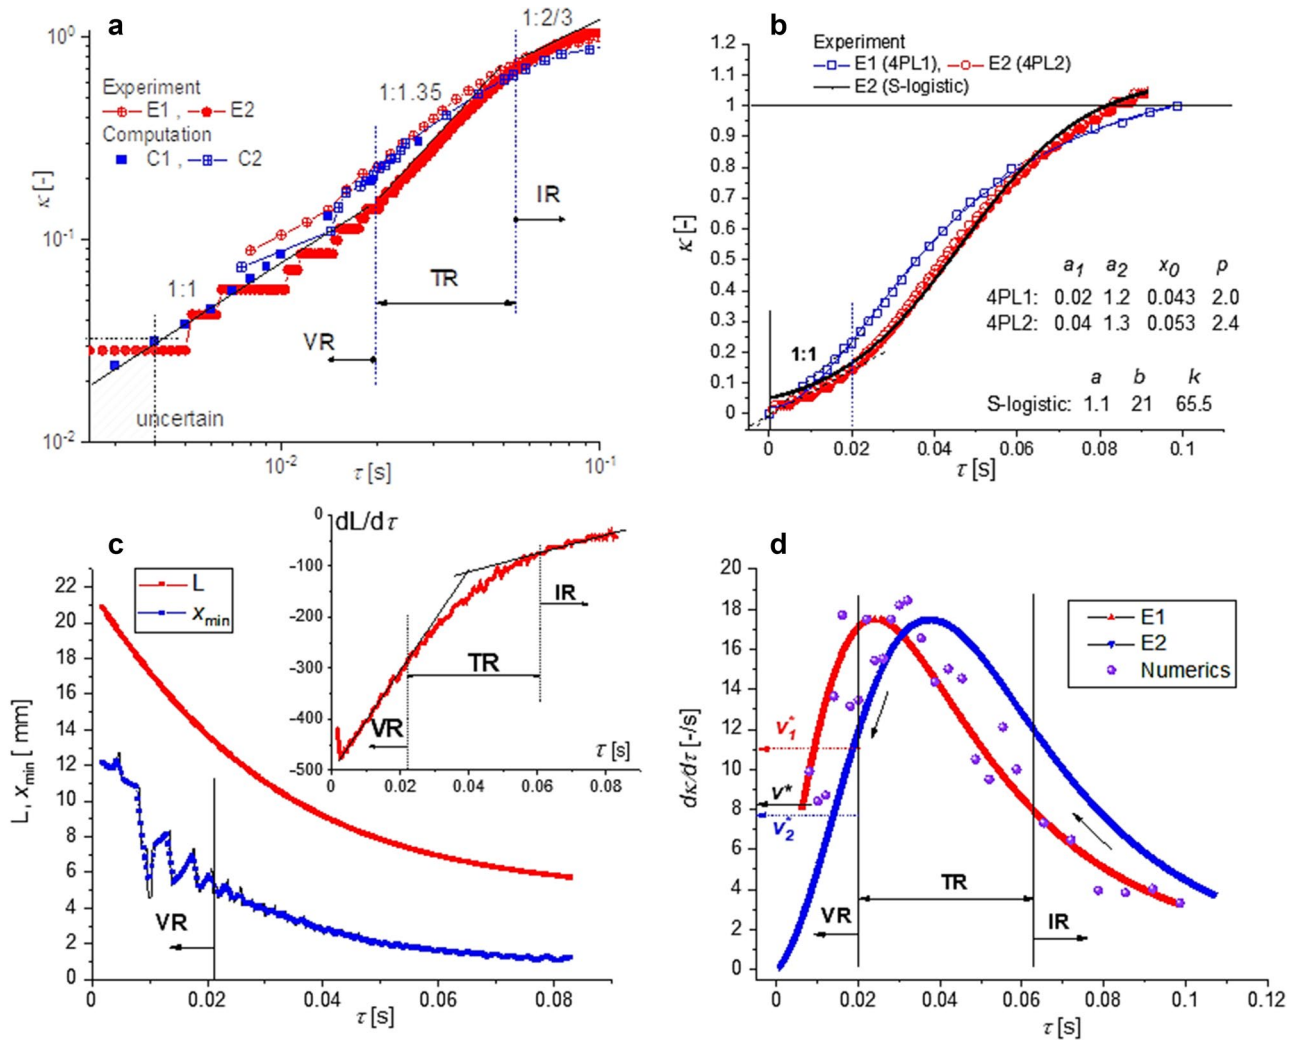 a
1:2/3
10⁰
Experiment
E1 , E2
Computation
C1 , C2
1:1.35
κ [-]
IR
10⁻¹
1:1
TR
VR
uncertain
10⁻²
10⁻²
10⁻¹
τ [s]
b
1.2
1.1
1
0.9
0.8
0.7
0.6
0.5
0.4
0.3
0.2
0.1
0
κ [-]
Experiment
E1 (4PL1), E2 (4PL2)
E2 (S-logistic)
a₁ a₂ x₀ p
4PL1: 0.02 1.2 0.043 2.0
4PL2: 0.04 1.3 0.053 2.4
1:1
a b k
S-logistic: 1.1 21 65.5
0 0.02 0.04 0.06 0.08 0.1
τ [s]
c
22
20
18
16
14
12
10
8
6
4
2
0
L, xmin [ mm]
L
xmin
VR
0 0.02 0.04 0.06 0.08
τ [s]
dL/dτ
0
-100
-200
-300
-400
-500
IR
TR
VR
τ [s]
0 0.02 0.04 0.06 0.08
d
20
18
16
14
12
10
8
6
4
2
0
dκ/dτ [-/s]
E1
E2
Numerics
v₁*
v*
v₂*
TR
VR
IR
0 0.02 0.04 0.06 0.08 0.1 0.12
τ [s]